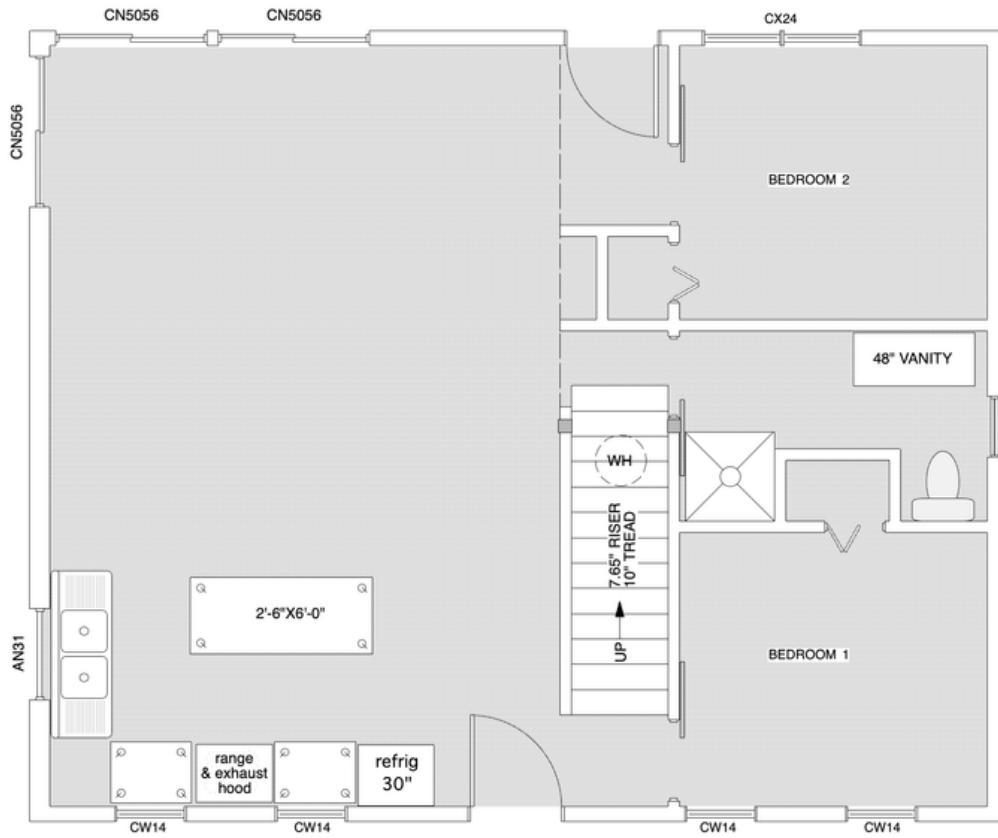 CN5056
CN5056
CX24
CN5056
BEDROOM 2
48" VANITY
WH
7.65" RISER
10" TREAD
UP
2'-6"X6'-0"
AN31
BEDROOM 1
range
& exhaust
hood
refrig
30"
CW14
CW14
CW14
CW14